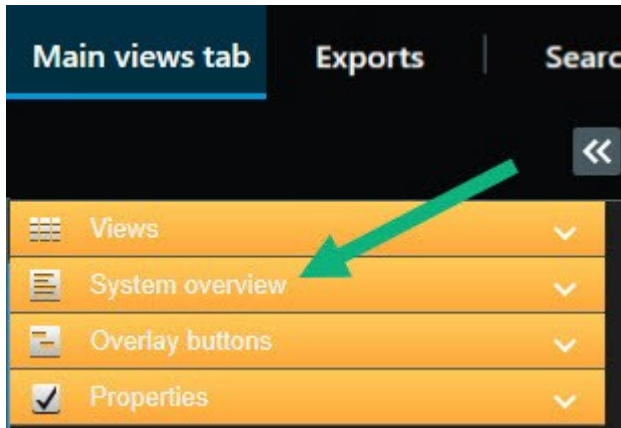 Main views tab Exports
Views
System overview
Overlay buttons
Properties